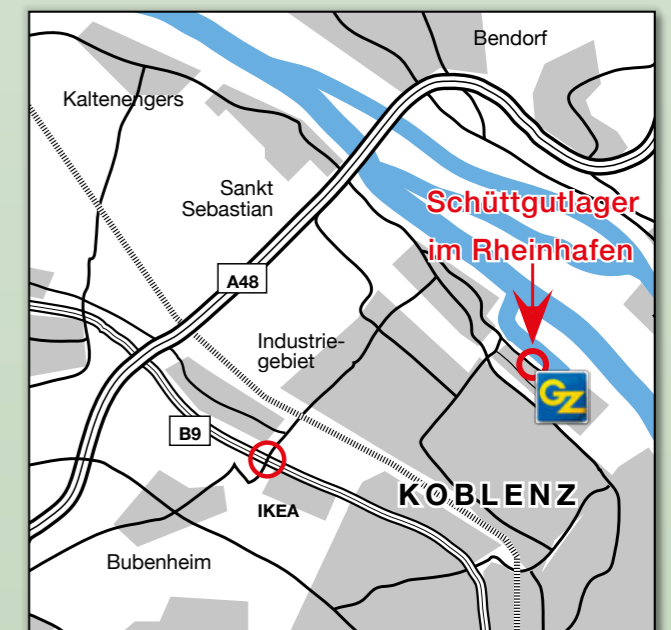 Bendorf
Kaltenengers
Sankt
Sebastian
Schüttgutlager
im Rheinhafen
A48
Industrie-
gebiet
GZ
B9
KOBLENZ
IKEA
Bubenheim